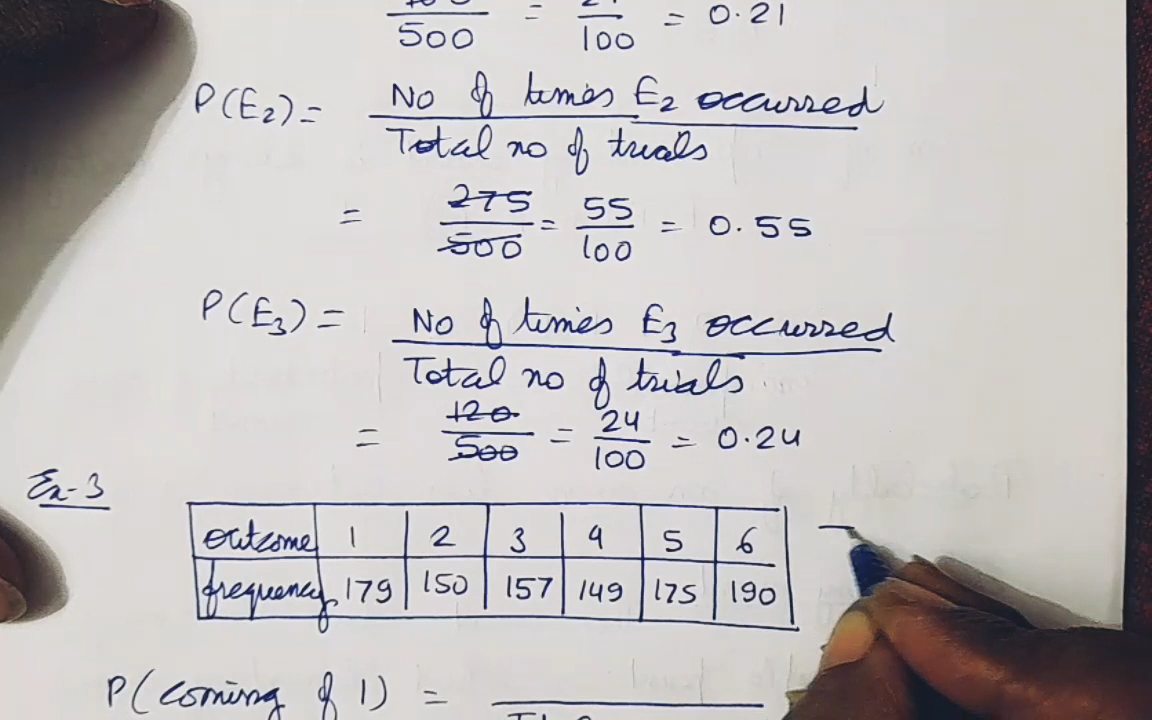 500 = 100 = 0.21
P(E2) = No of times E2 occurred
Total no of trials
= 275/500 = 55/100 = 0.55
P(E3) = No of times E3 occurred
Total no of trials
= 120/500 = 24/100 = 0.24
Ex-3
outcome 1 2 3 4 5 6
frequency 179 150 157 149 175 190
P(coming of 1) =